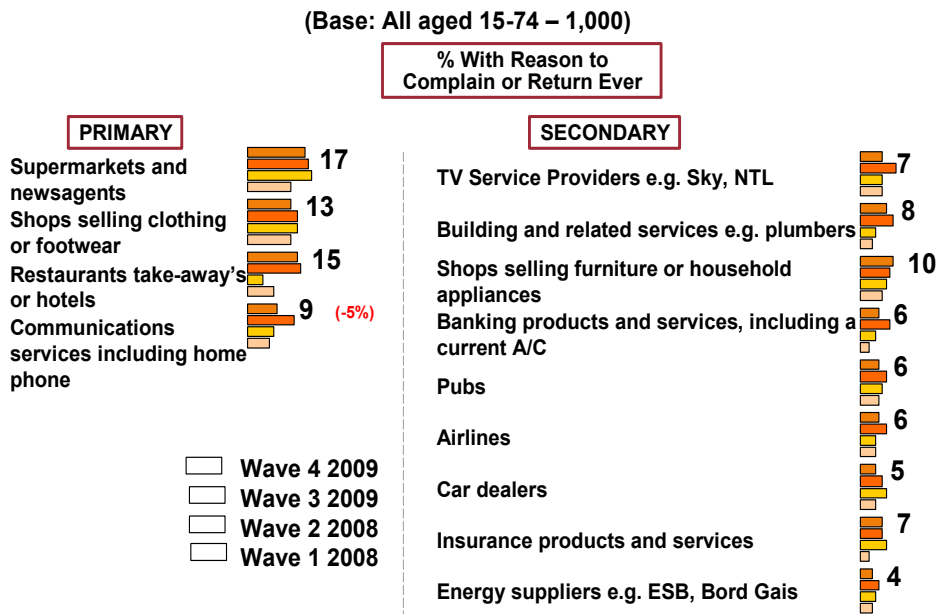 (Base: All aged 15-74 – 1,000)
% With Reason to
Complain or Return Ever
PRIMARY
Supermarkets and
newsagents
17
Shops selling clothing
or footwear
13
Restaurants take-away’s
or hotels
15
Communications
services including home
phone
9 (-5%)
Wave 4 2009
Wave 3 2009
Wave 2 2008
Wave 1 2008
SECONDARY
TV Service Providers e.g. Sky, NTL
7
Building and related services e.g. plumbers
8
Shops selling furniture or household
appliances
10
Banking products and services, including a
current A/C
6
Pubs
6
Airlines
6
Car dealers
5
Insurance products and services
7
Energy suppliers e.g. ESB, Bord Gais
4